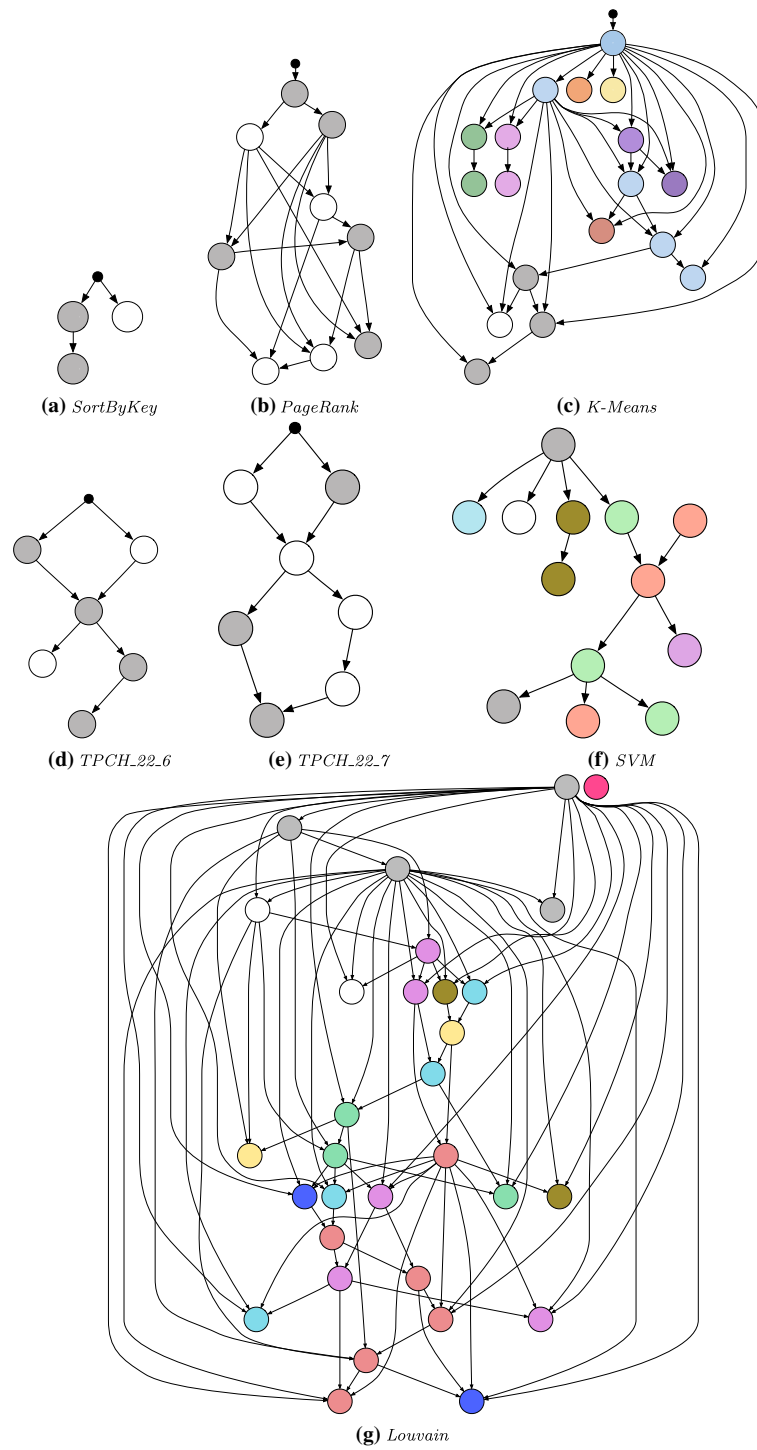 (a) SortByKey
(b) PageRank
(c) K-Means
(d) TPCH_22_6
(e) TPCH_22_7
(f) SVM
(g) Louvain